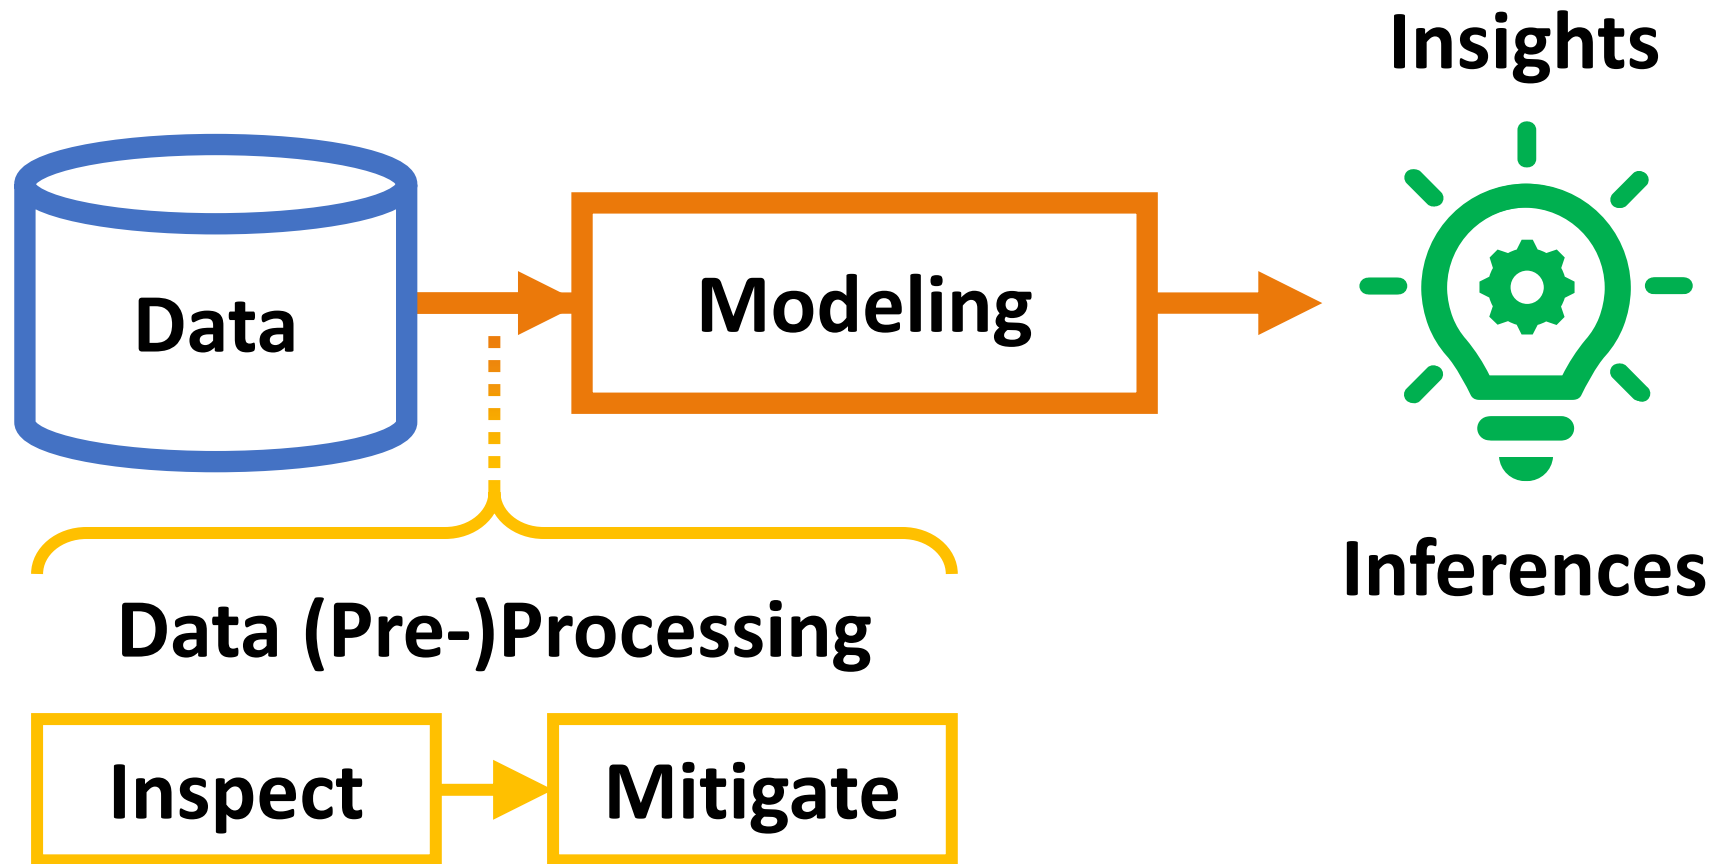 Insights
Data
Modeling
Inferences
Data (Pre-)Processing
Inspect
Mitigate